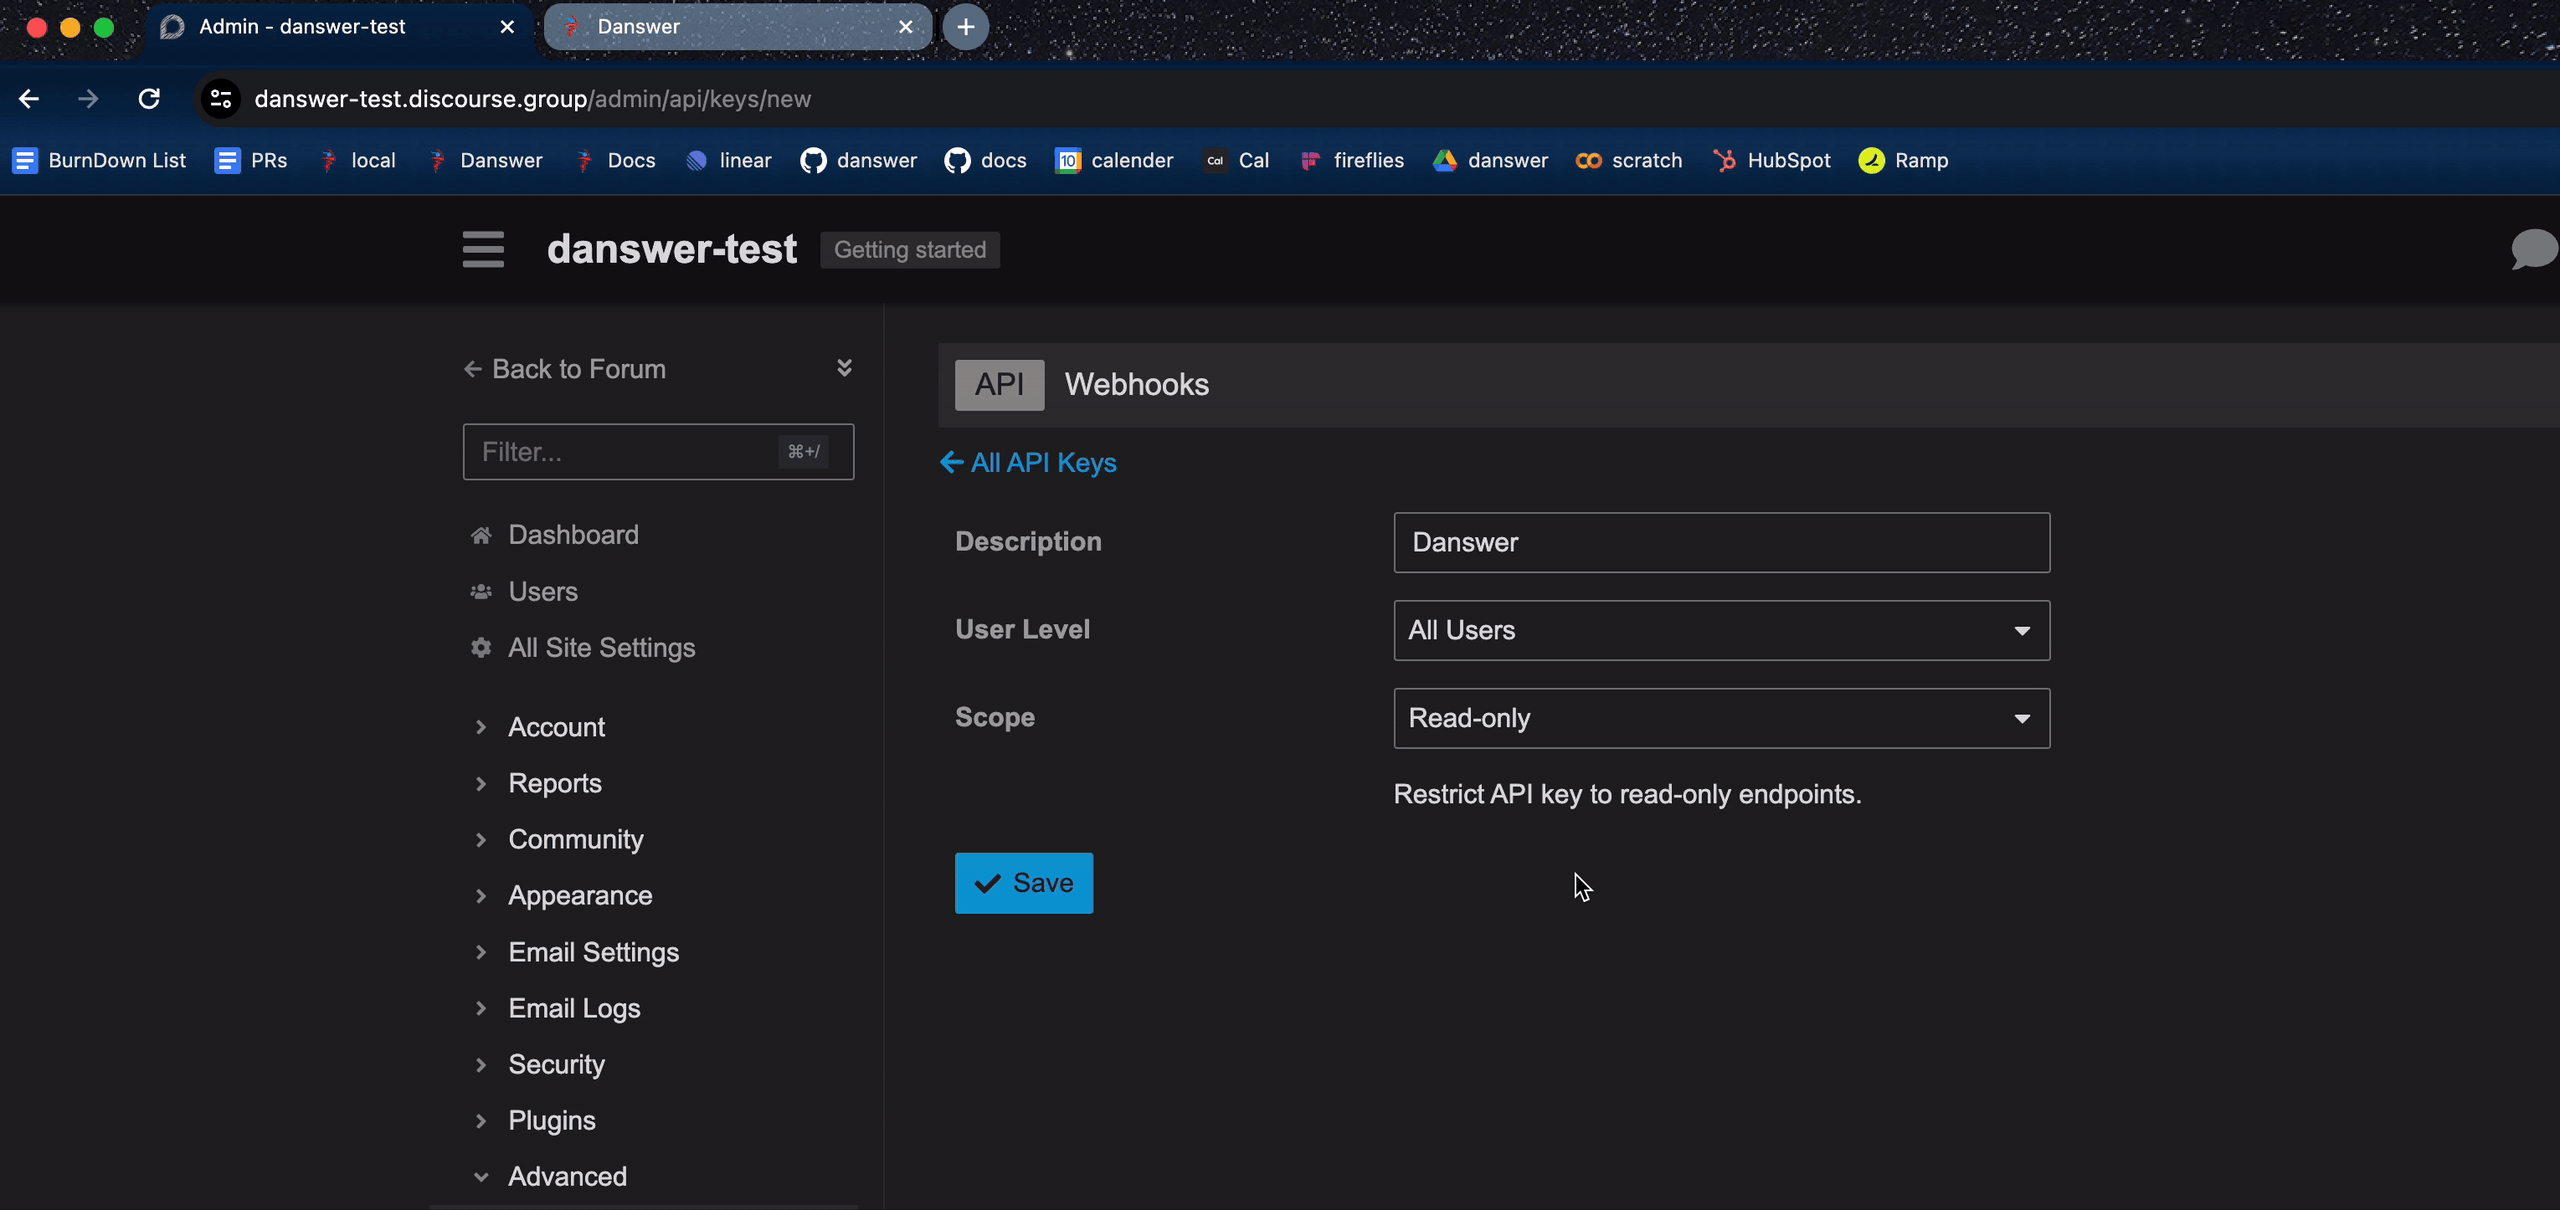 Admin - danswer-test
Danswer
danswer-test.discourse.group/admin/api/keys/new
BurnDown List PRs local Danswer Docs linear danswer docs 10 calender Cal Cal fireflies danswer scratch HubSpot Ramp
danswer-test Getting started
Back to Forum
Filter... ⌘+/
Dashboard
Users
All Site Settings
Account
Reports
Community
Appearance
Email Settings
Email Logs
Security
Plugins
Advanced
API Webhooks
All API Keys
Description Danswer
User Level All Users
Scope Read-only
Restrict API key to read-only endpoints.
Save